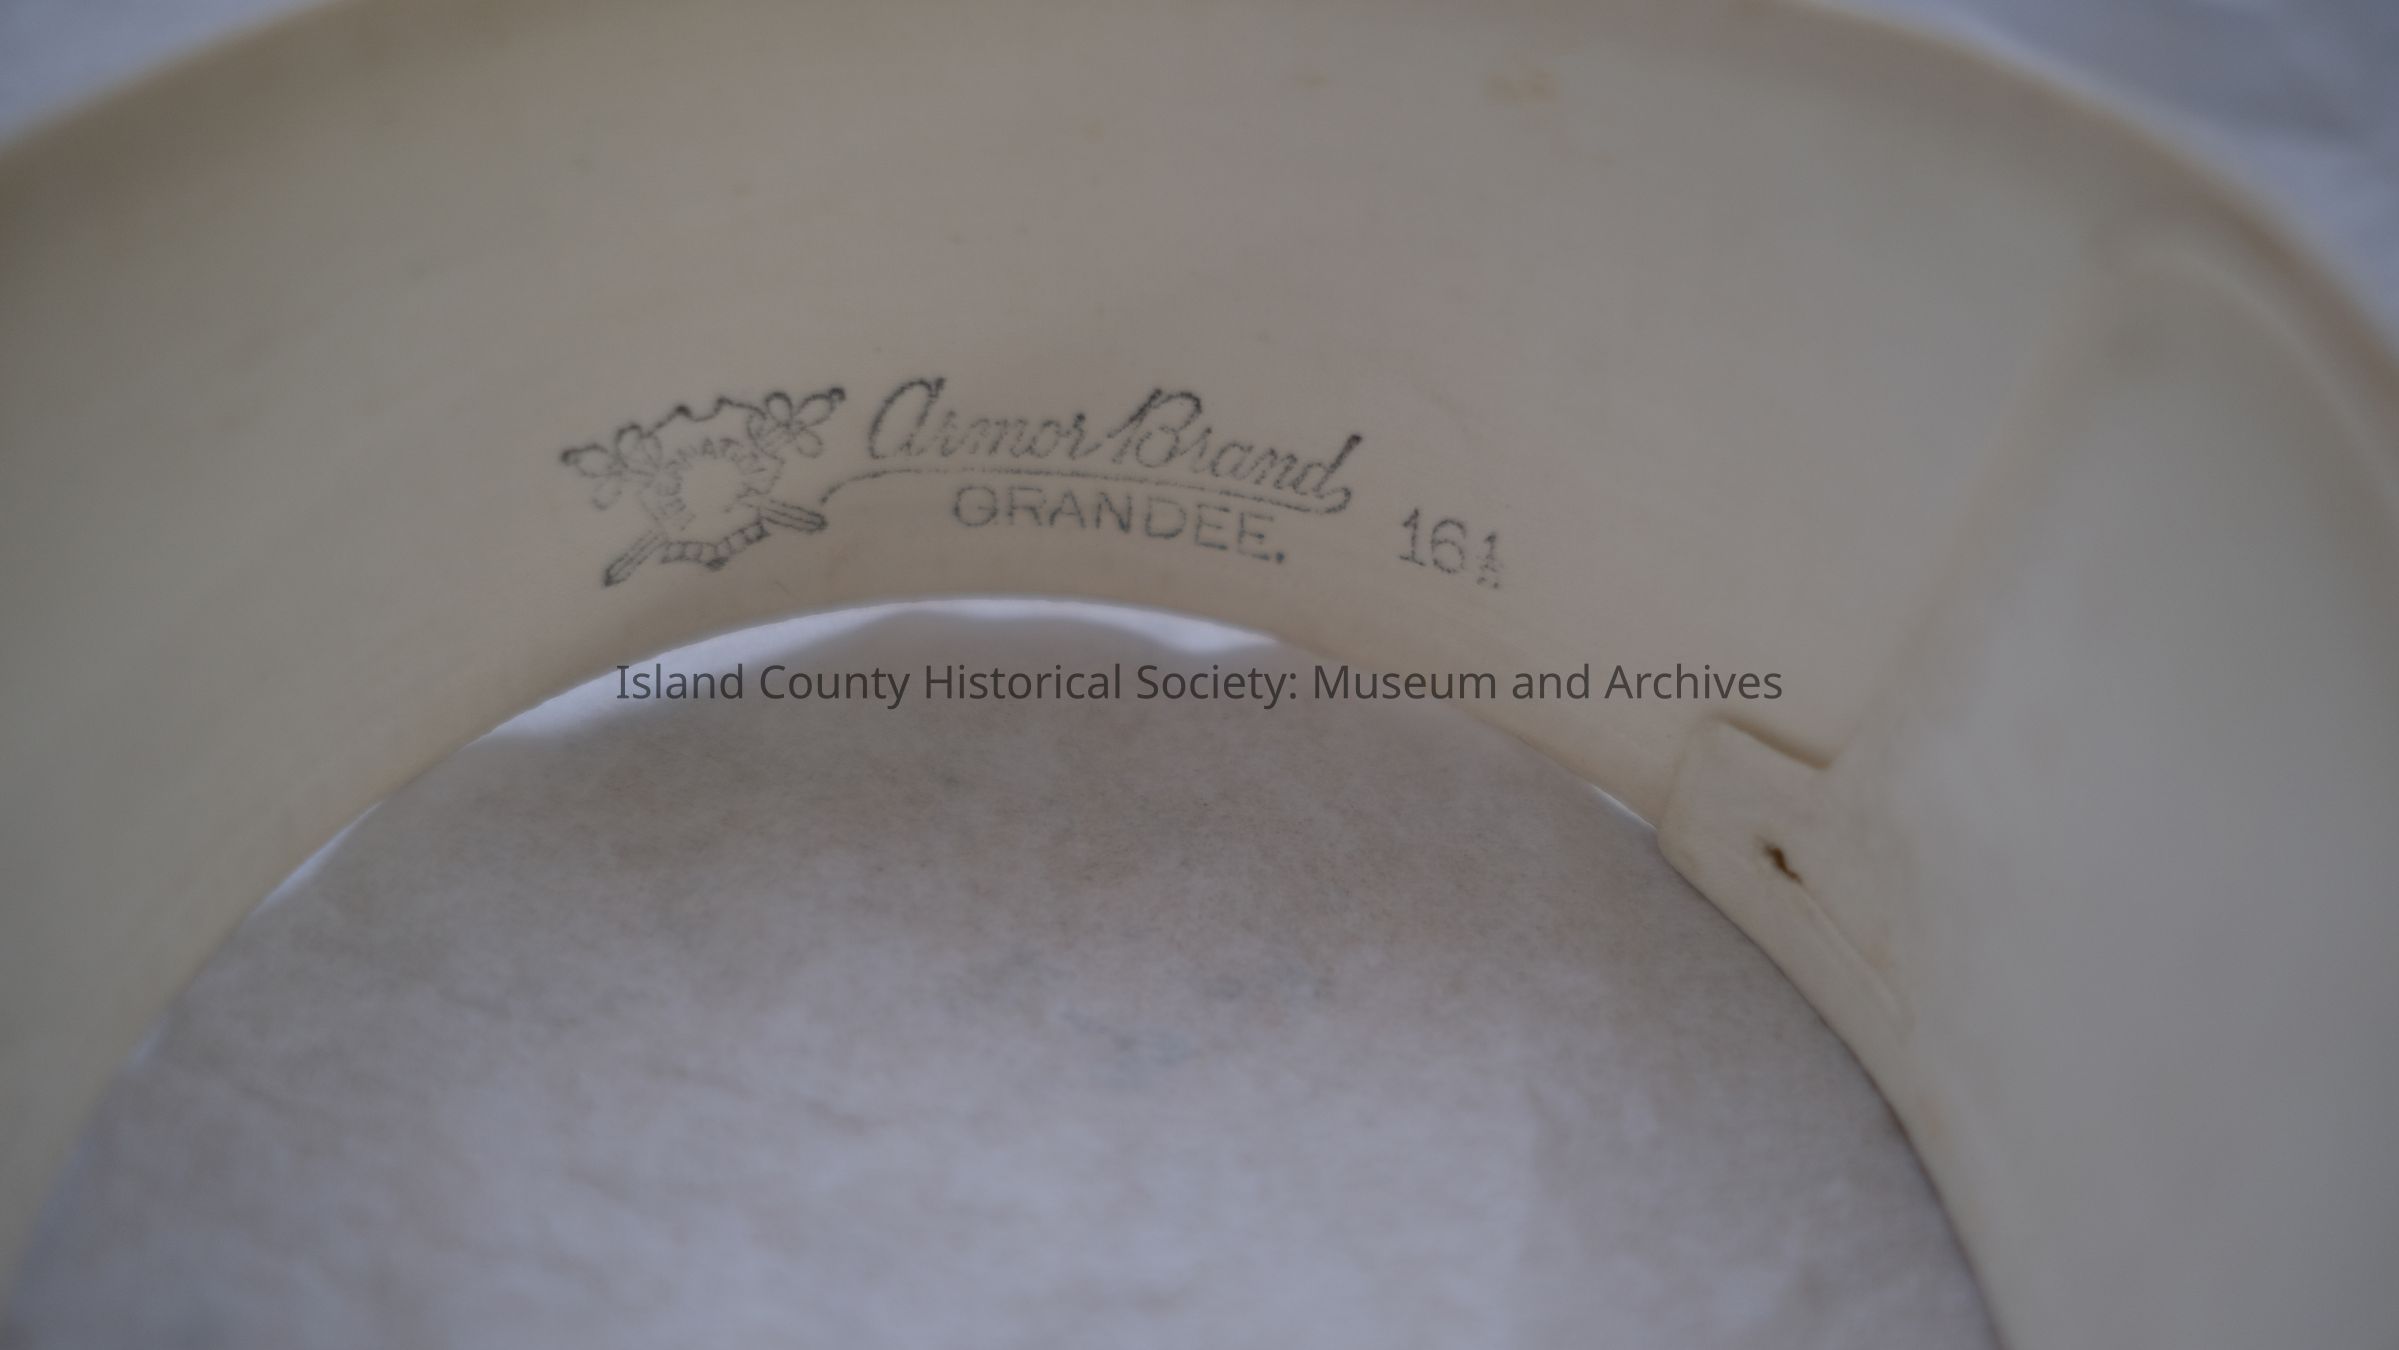 Armor Brand
GRANDEE. 16½
Island County Historical Society: Museum and Archives